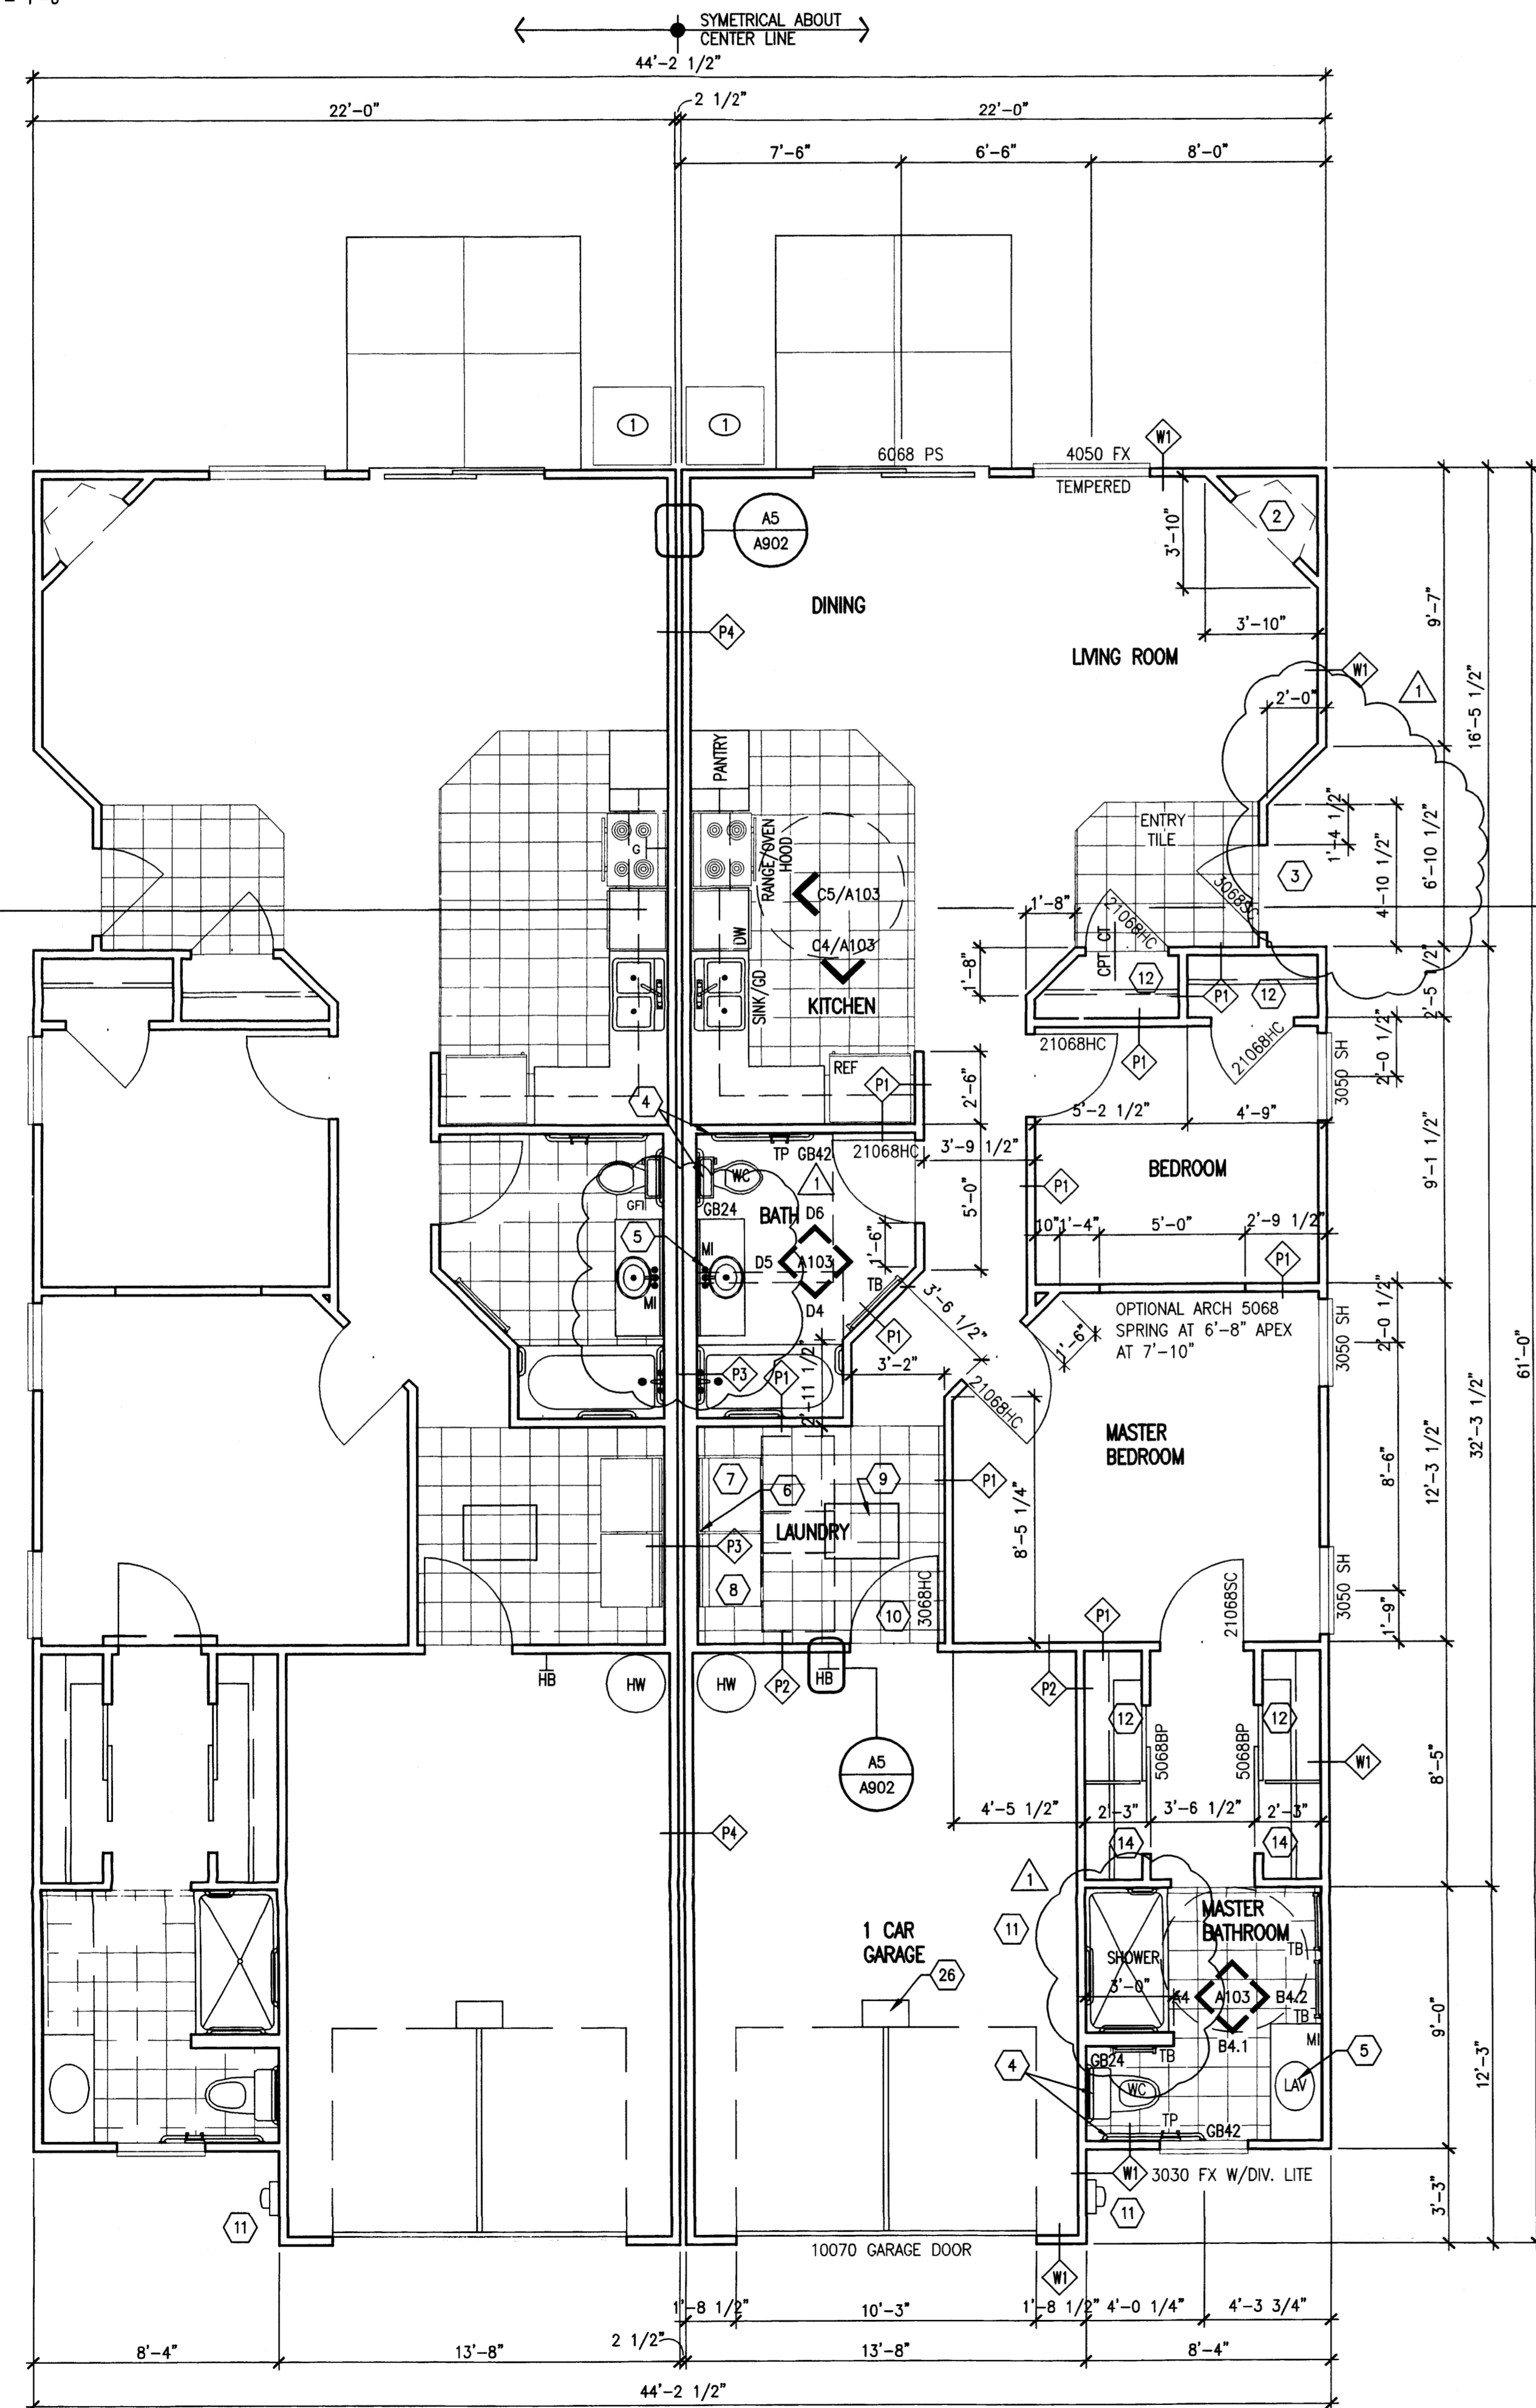 SYMETRICAL ABOUT
CENTER LINE
44'-2 1/2"
22'-0"
2 1/2"
22'-0"
7'-6"
6'-6"
8'-0"
1
1
6068 PS
4050 FX
TEMPERED
W1
A5
A902
2
3'-10"
DINING
P4
3'-10"
LIVING ROOM
W1
1
2'-0"
9'-7"
16'-5 1/2"
PANTRY
RANGE/OVEN
HOOD
G
ENTRY
TILE
1'-4 1/2"
4'-10 1/2"
6'-10 1/2"
3
3068SC
C5/A103
1'-8"
21068HC
CPT
CT
DW
C4/A103
SINK/GD
KITCHEN
1'-8"
12
P1
12
2'-5 1/2"
21068HC
P1
21068HC
2'-0 1/2"
3050 SH
REF
P1
2'-6"
4
5'-2 1/2"
4'-9"
TP
GB42
21068HC
3'-9 1/2"
WC
1
GFI
GB24
BATH
D6
5'-0"
P1
BEDROOM
9'-1 1/2"
5
MI
D5
A103
1'-6"
10"
1'-4"
5'-0"
2'-9 1/2"
P1
MI
D4
TB
3'-6 1/2"
OPTIONAL ARCH 5068
SPRING AT 6'-8" APEX
AT 7'-10"
1'-6"
2'-0 1/2"
3050 SH
61'-0"
P1
P3
P1
2'-11 1/2"
3'-2"
21068HC
MASTER
BEDROOM
32'-3 1/2"
7
6
9
P1
8'-5 1/4"
8'-6"
12'-3 1/2"
LAUNDRY
P3
8
10
3068HC
21068SC
3050 SH
1'-9"
P1
HB
HW
HW
P2
HB
P2
12
12
5068BP
5068BP
W1
8'-5"
A5
A902
P4
4'-5 1/2"
2'-3"
3'-6 1/2"
2'-3"
14
14
1
11
1 CAR
GARAGE
MASTER
BATHROOM
TB
SHOWER
3'-0"
A103
B4.2
TB
26
B4.1
MI
9'-0"
12'-3"
4
GB24
TB
5
WC
LAV
TP
GB42
W1
3030 FX W/DIV. LITE
3'-3"
11
11
10070 GARAGE DOOR
W1
1'-8 1/2"
10'-3"
1'-8 1/2"
4'-0 1/4"
4'-3 3/4"
8'-4"
13'-8"
2 1/2"
13'-8"
8'-4"
44'-2 1/2"